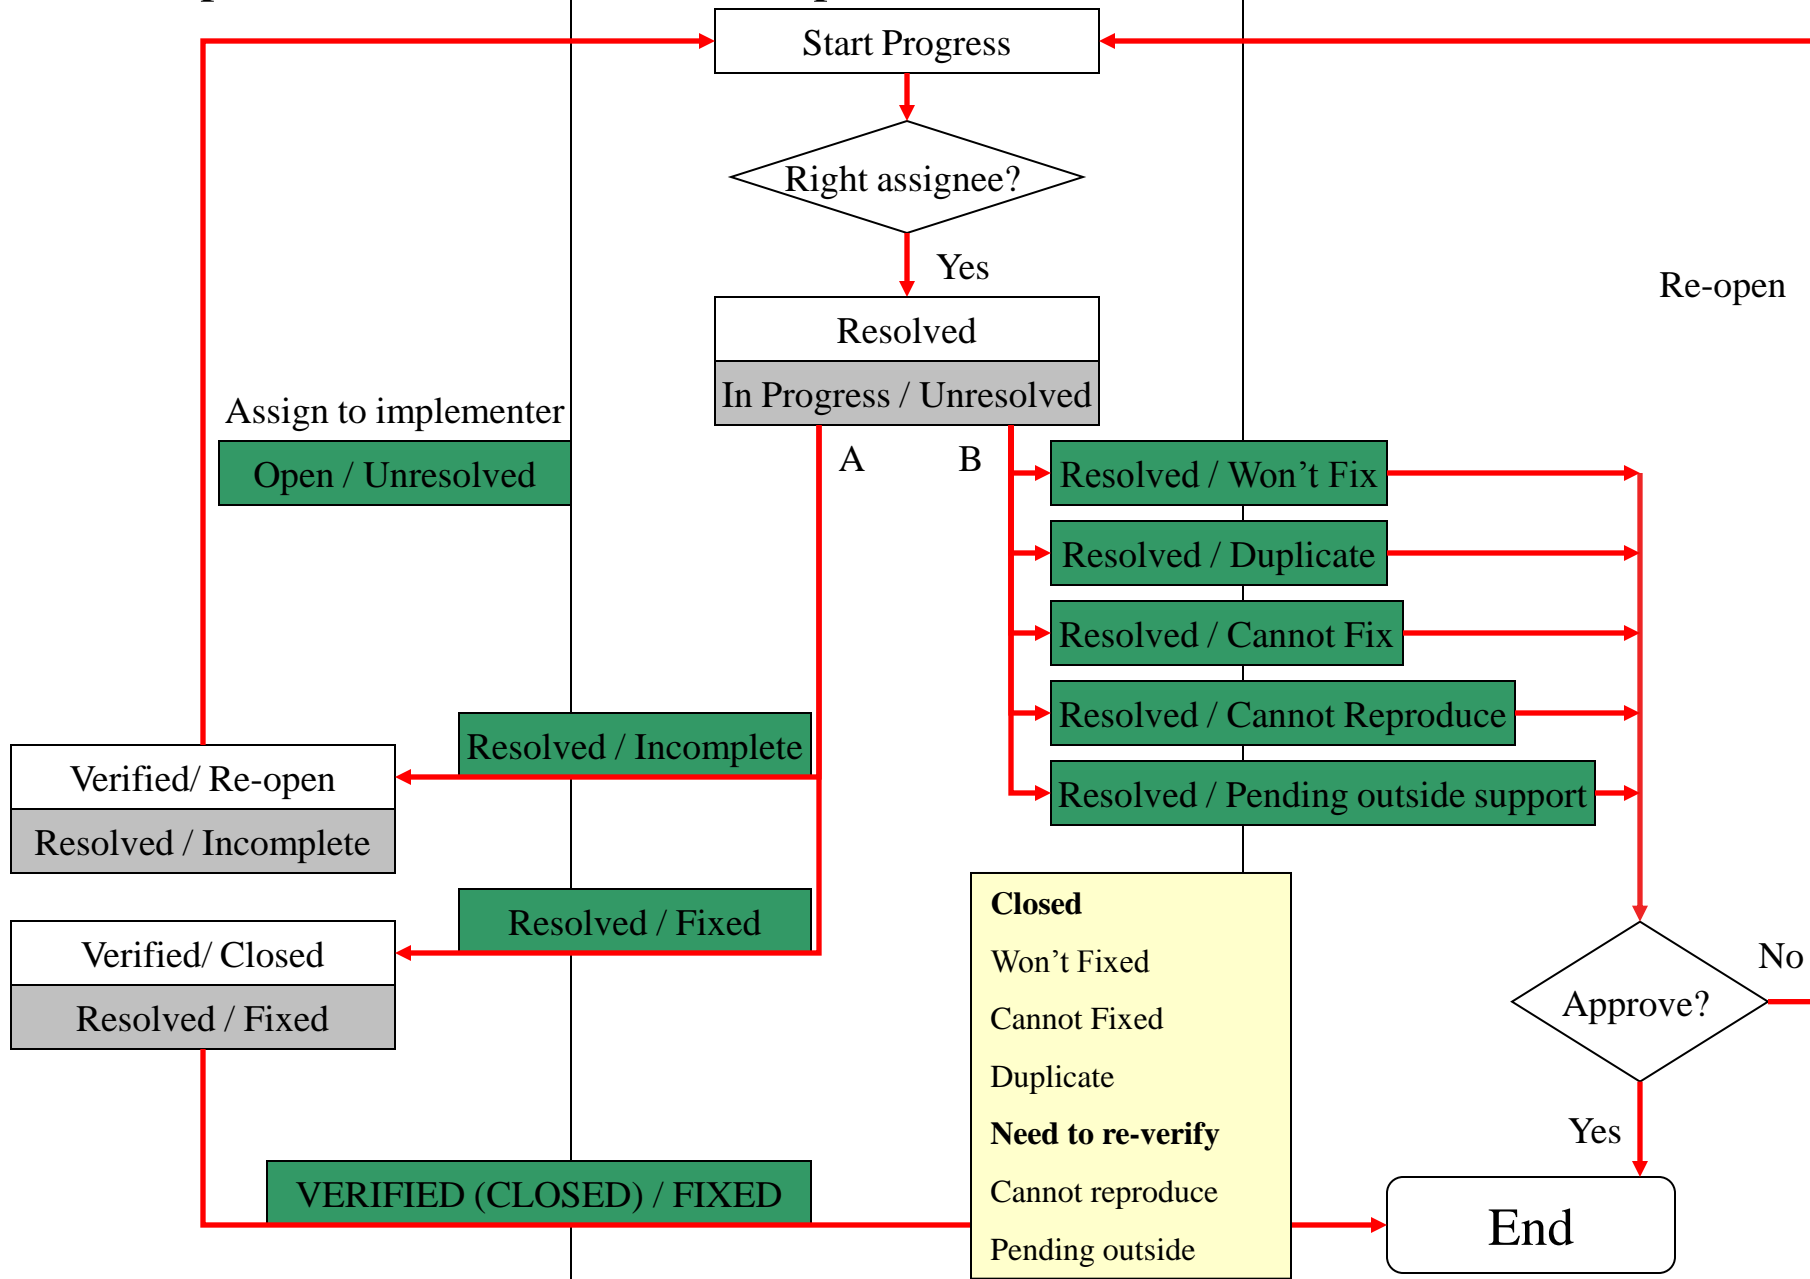 Start Progress
Right assignee?
Yes
Re-open
Resolved
In Progress / Unresolved
Assign to implementer
Open / Unresolved
A
B
Resolved / Won’t Fix
Resolved / Duplicate
Resolved / Cannot Fix
Resolved / Cannot Reproduce
Resolved / Pending outside support
Resolved / Incomplete
Verified/ Re-open
Resolved / Incomplete
Resolved / Fixed
Verified/ Closed
Resolved / Fixed
Closed
Won’t Fixed
Cannot Fixed
Duplicate
Need to re-verify
Cannot reproduce
Pending outside
No
Approve?
Yes
VERIFIED (CLOSED) / FIXED
End